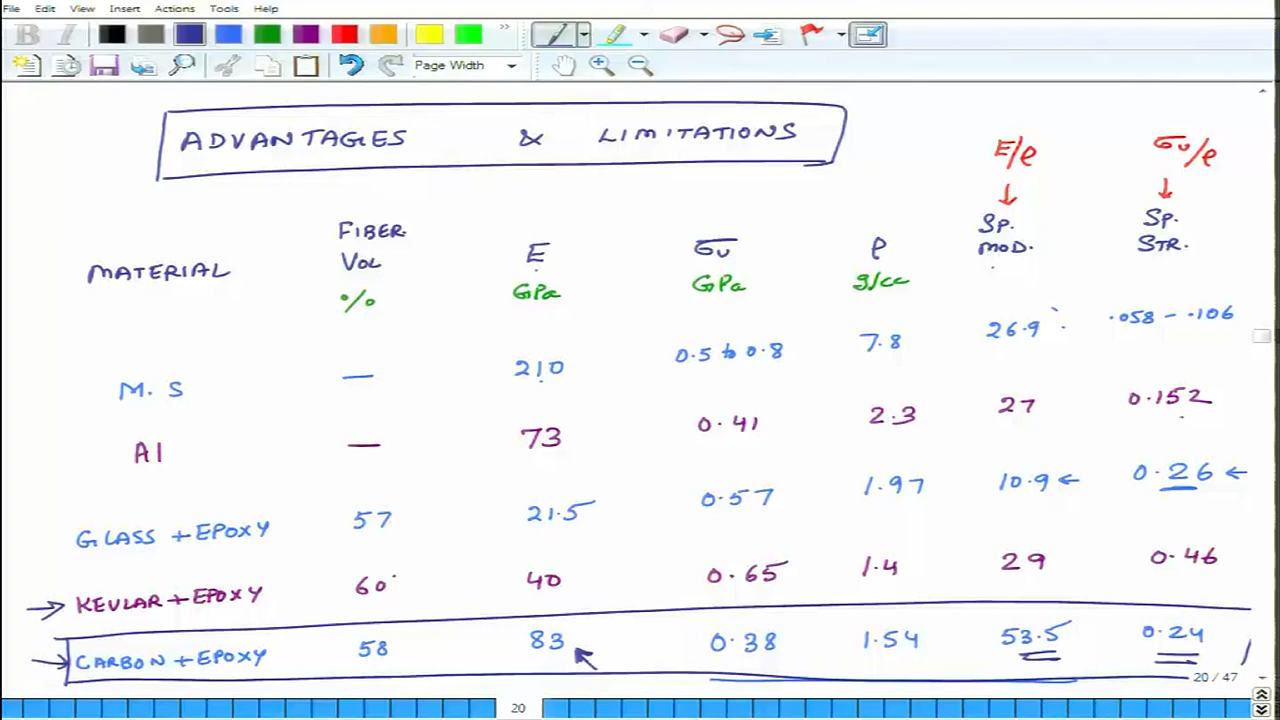 File Edit View Insert Actions Tools Help
B I
Page Width
ADVANTAGES & LIMITATIONS
E/ρ σu/ρ
↓ ↓
MATERIAL FIBER VOL % E GPa σu GPa ρ g/cc SP. MOD. SP. STR.
M. S — 210 0.5 to 0.8 7.8 26.9 .058 - .106
Al — 73 0.41 2.3 27 0.152
GLASS + EPOXY 57 21.5 0.57 1.97 10.9 ← 0.26 ←
→ KEVLAR + EPOXY 60 40 0.65 1.4 29 0.46
→ CARBON + EPOXY 58 83 0.38 1.54 53.5 0.24
20 / 47
20